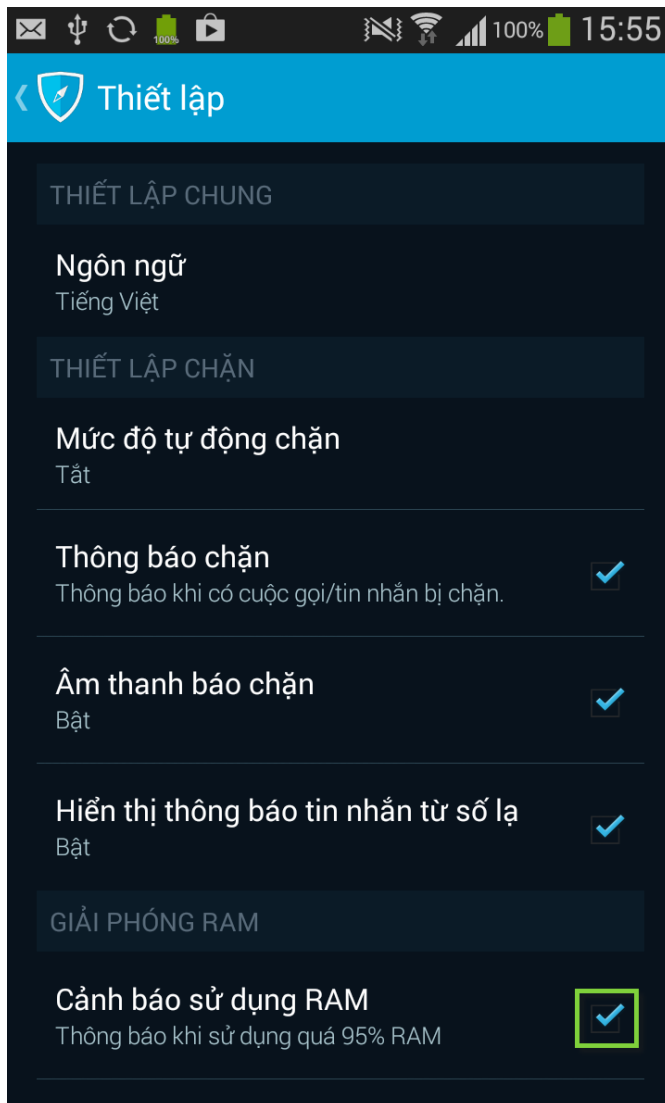 100% 100% 15:55
Thiết lập
THIẾT LẬP CHUNG
Ngôn ngữ
Tiếng Việt
THIẾT LẬP CHẶN
Mức độ tự động chặn
Tắt
Thông báo chặn
Thông báo khi có cuộc gọi/tin nhắn bị chặn.
Âm thanh báo chặn
Bật
Hiển thị thông báo tin nhắn từ số lạ
Bật
GIẢI PHÓNG RAM
Cảnh báo sử dụng RAM
Thông báo khi sử dụng quá 95% RAM